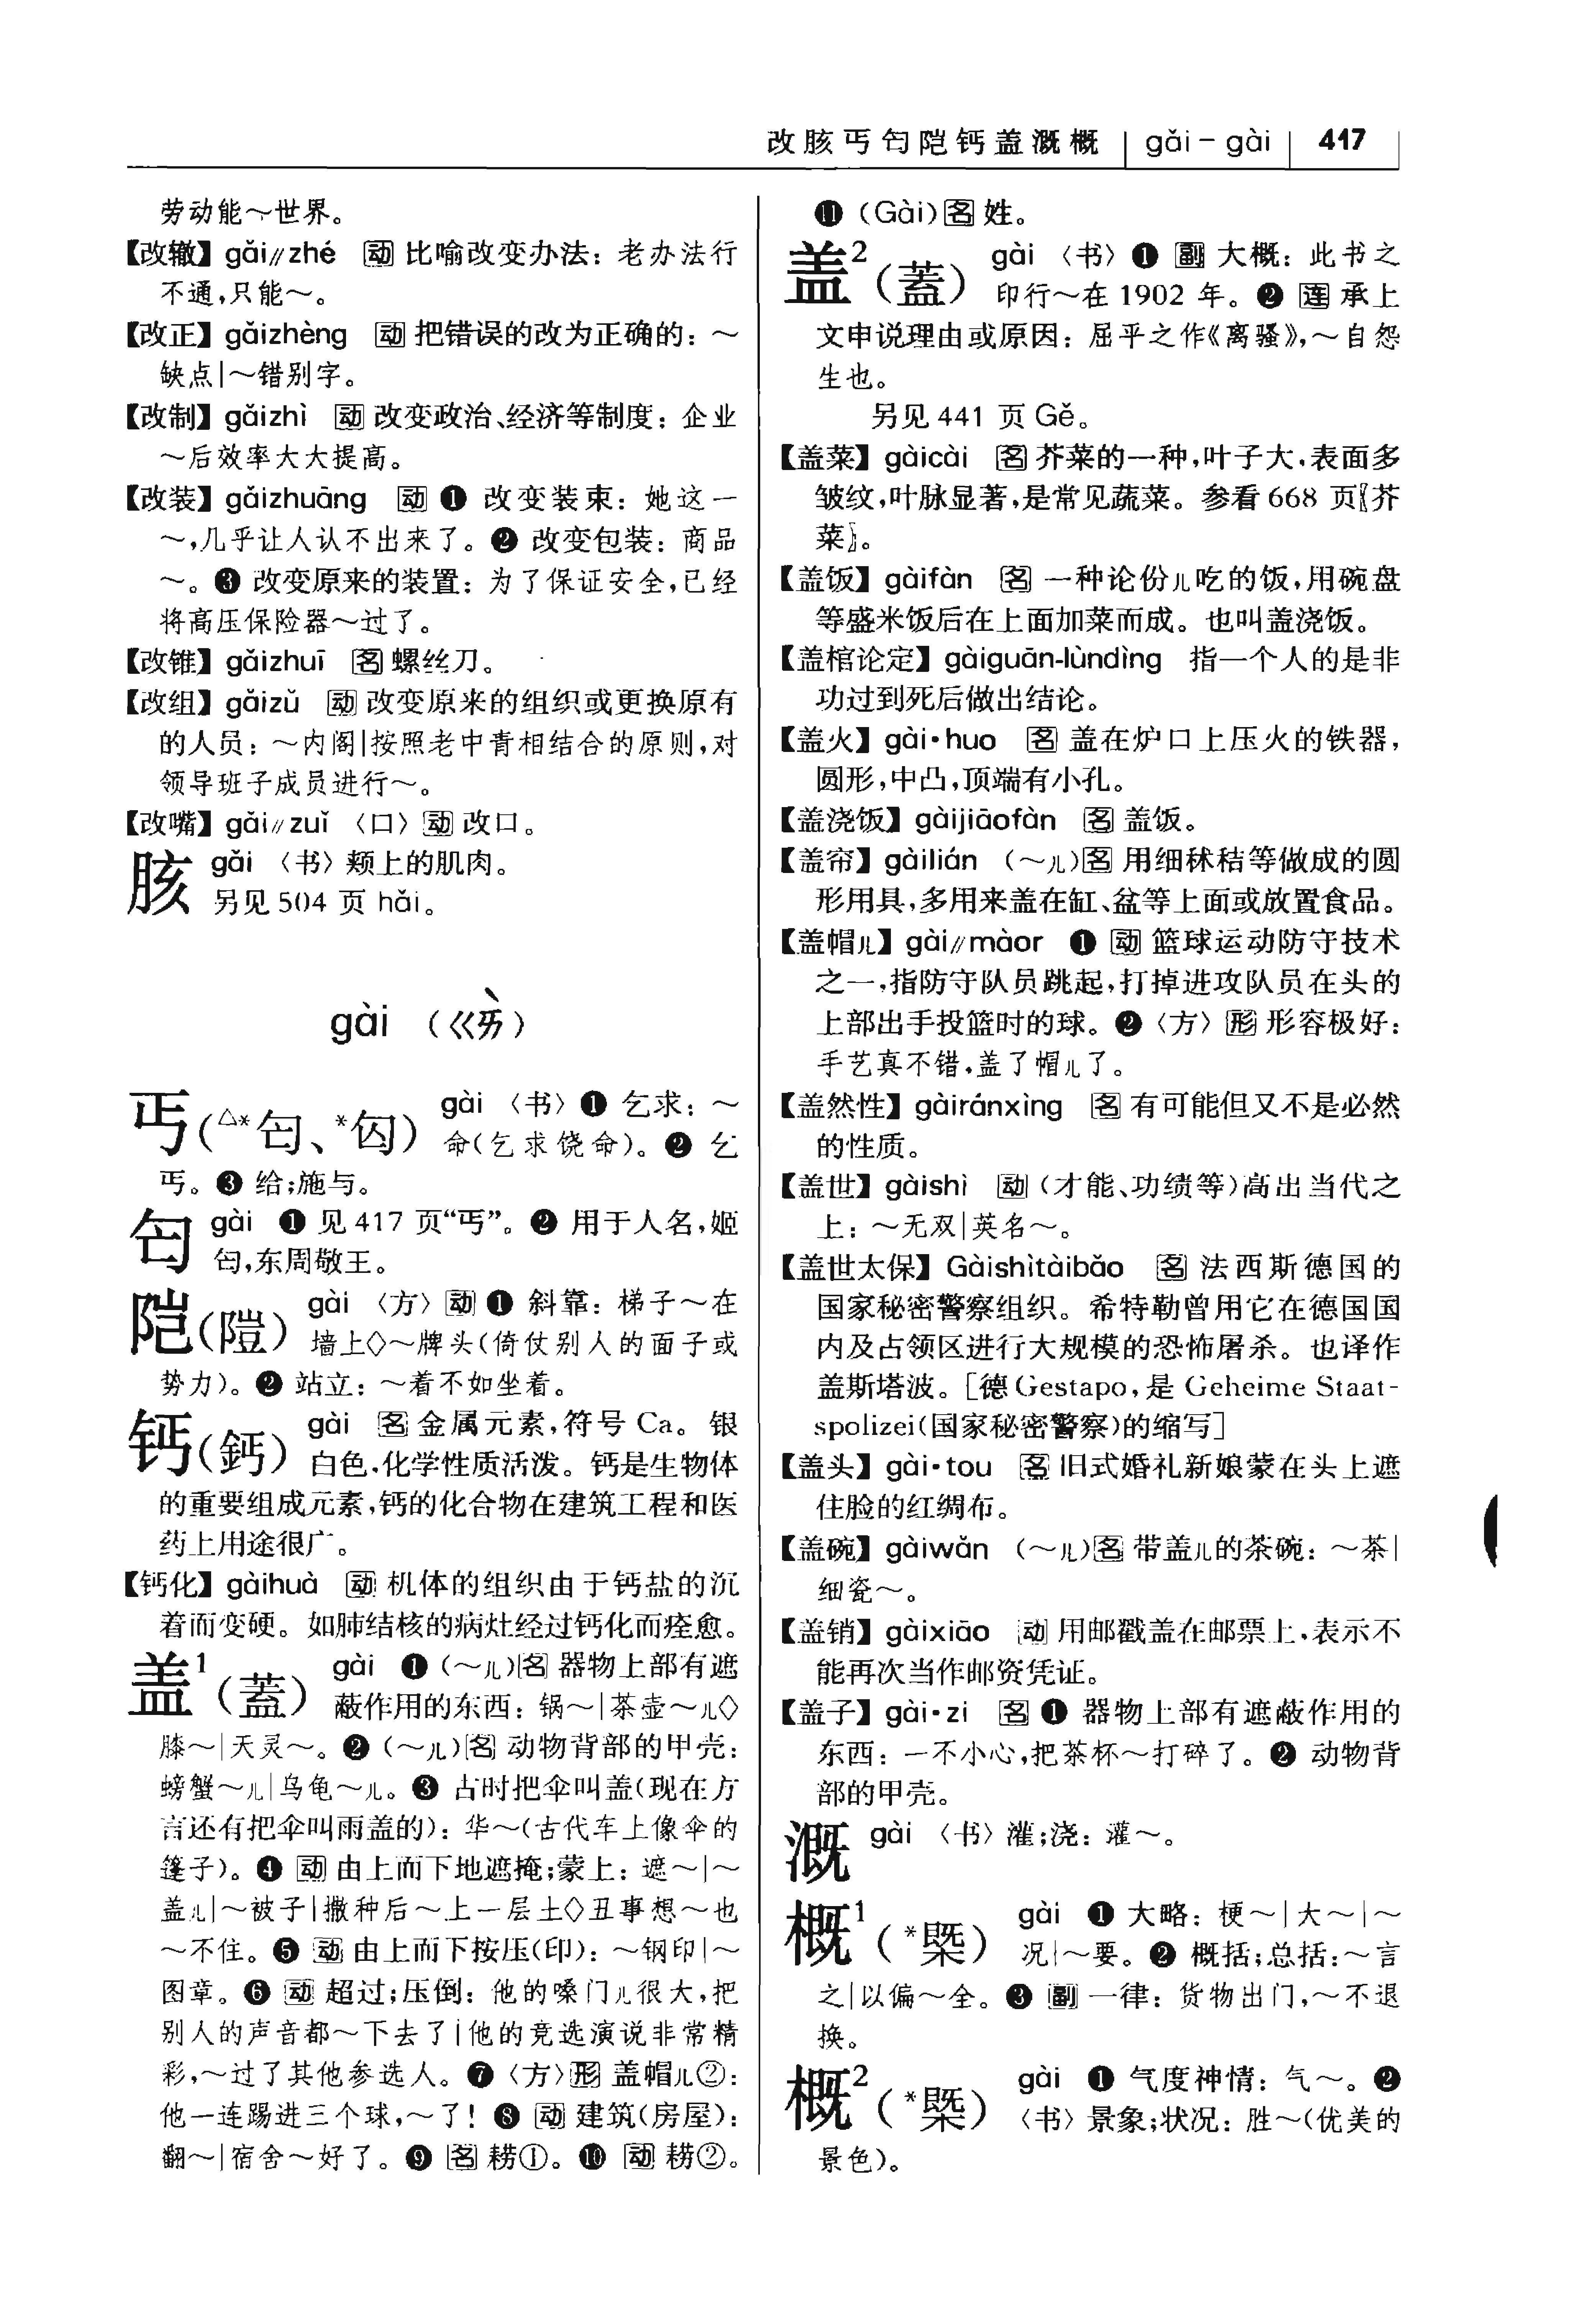 改胲丐匄隑钙盖溉概 gǎi－gài 417
劳动能～世界。
【改辙】gǎi∥zhé 动 比喻改变办法：老办法行
不通，只能～。
【改正】gǎizhèng 动 把错误的改为正确的：～
缺点|～错别字。
【改制】gǎizhì 动 改变政治、经济等制度：企业
～后效率大大提高。
【改装】gǎizhuāng 动 ❶ 改变装束：她这一
～，几乎让人认不出来了。❷ 改变包装：商品
～。❸ 改变原来的装置：为了保证安全，已经
将高压保险器～过了。
【改锥】gǎizhuī 名 螺丝刀。
【改组】gǎizǔ 动 改变原来的组织或更换原有
的人员：～内阁|按照老中青相结合的原则，对
领导班子成员进行～。
【改嘴】gǎi∥zuǐ 〈口〉动 改口。
胲 gǎi 〈书〉颊上的肌肉。
另见504 页 hǎi。
gài （ㄍㄞˋ）
丐（△*匄、*匃） gài 〈书〉❶ 乞求：～
命（乞求饶命）。❷ 乞
丐。❸ 给；施与。
匄 gài ❶ 见417 页“丐”。❷ 用于人名，姬
匄，东周敬王。
隑（隑） gài 〈方〉动 ❶ 斜靠：梯子～在
墙上◇～牌头（倚仗别人的面子或
势力）。❷ 站立：～着不如坐着。
钙（鈣） gài 名 金属元素，符号 Ca。银
白色，化学性质活泼。钙是生物体
的重要组成元素，钙的化合物在建筑工程和医
药上用途很广。
【钙化】gàihuà 动 机体的组织由于钙盐的沉
着而变硬。如肺结核的病灶经过钙化而痊愈。
盖1（蓋） gài ❶（～儿）名 器物上部有遮
蔽作用的东西：锅～|茶壶～儿◇
膝～|天灵～。❷（～儿）名 动物背部的甲壳：
螃蟹～儿|乌龟～儿。❸ 古时把伞叫盖（现在方
言还有把伞叫雨盖的）：华～（古代车上像伞的
篷子）。❹ 动 由上而下地遮掩；蒙上：遮～|～
盖儿|～被子|撒种后～上一层土◇丑事想～也
～不住。❺ 动 由上而下按压（印）：～钢印|～
图章。❻ 动 超过；压倒：他的嗓门儿很大，把
别人的声音都～下去了|他的竞选演说非常精
彩，～过了其他参选人。❼〈方〉形 盖帽儿②：
他一连踢进三个球，～了！❽ 动 建筑（房屋）：
翻～|宿舍～好了。❾ 名 耢①。❿ 动 耢②。
⓫（Gài）名 姓。
盖2（蓋） gài 〈书〉❶ 副 大概：此书之
印行～在1902 年。❷ 连 承上
文申说理由或原因：屈平之作《离骚》，～自怨
生也。
另见441 页 Gě。
【盖菜】gàicài 名 芥菜的一种，叶子大，表面多
皱纹，叶脉显著，是常见蔬菜。参看668 页〖芥
菜〗。
【盖饭】gàifàn 名 一种论份儿吃的饭，用碗盘
等盛米饭后在上面加菜而成。也叫盖浇饭。
【盖棺论定】gàiguān-lùndìng 指一个人的是非
功过到死后做出结论。
【盖火】gài•huo 名 盖在炉口上压火的铁器，
圆形，中凸，顶端有小孔。
【盖浇饭】gàijiāofàn 名 盖饭。
【盖帘】gàilián （～儿）名 用细秫秸等做成的圆
形用具，多用来盖在缸、盆等上面或放置食品。
【盖帽儿】gài∥màor ❶ 动 篮球运动防守技术
之一，指防守队员跳起，打掉进攻队员在头的
上部出手投篮时的球。❷〈方〉形 形容极好：
手艺真不错，盖了帽儿了。
【盖然性】gàiránxìng 名 有可能但又不是必然
的性质。
【盖世】gàishì 动（才能、功绩等）高出当代之
上：～无双|英名～。
【盖世太保】Gàishìtàibǎo 名 法西斯德国的
国家秘密警察组织。希特勒曾用它在德国国
内及占领区进行大规模的恐怖屠杀。也译作
盖斯塔波。［德 Gestapo，是 Geheime Staat-
spolizei（国家秘密警察）的缩写］
【盖头】gài•tou 名 旧式婚礼新娘蒙在头上遮
住脸的红绸布。
【盖碗】gàiwǎn （～儿）名 带盖儿的茶碗：～茶|
细瓷～。
【盖销】gàixiāo 动 用邮戳盖在邮票上，表示不
能再次当作邮资凭证。
【盖子】gài•zi 名 ❶ 器物上部有遮蔽作用的
东西：一不小心，把茶杯～打碎了。❷ 动物背
部的甲壳。
溉 gài 〈书〉灌；浇：灌～。
概1（*槩） gài ❶ 大略：梗～|大～|～
况|～要。❷ 概括；总括：～言
之|以偏～全。❸ 副 一律：货物出门，～不退
换。
概2（*槩） gài ❶ 气度神情：气～。❷
〈书〉景象；状况：胜～（优美的
景色）。